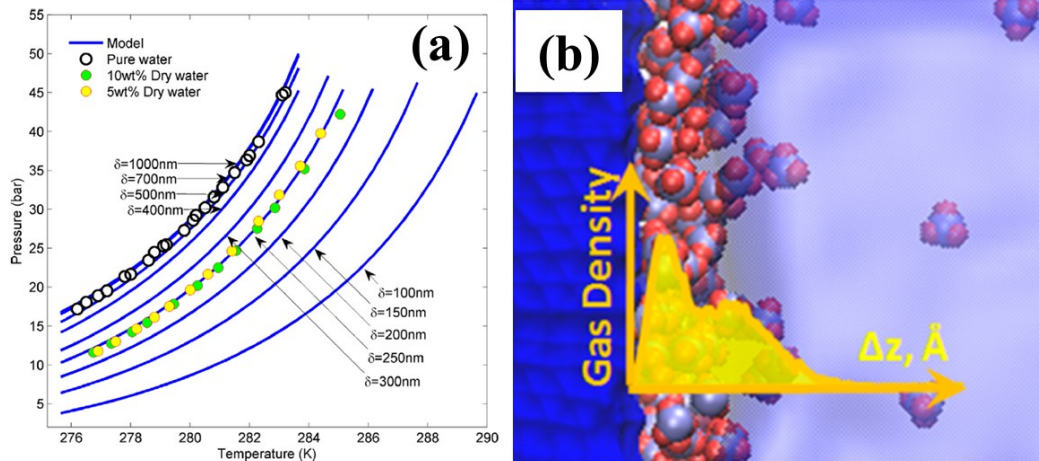 55
50
45
40
35
30
25
20
15
10
5
Pressure (bar)
Model
Pure water
10wt% Dry water
5wt% Dry water
(a)
δ=1000nm
δ=700nm
δ=500nm
δ=400nm
δ=100nm
δ=150nm
δ=200nm
δ=250nm
δ=300nm
276 278 280 282 284 286 288 290
Temperature (K)
(b)
Gas Density
Δz, Å